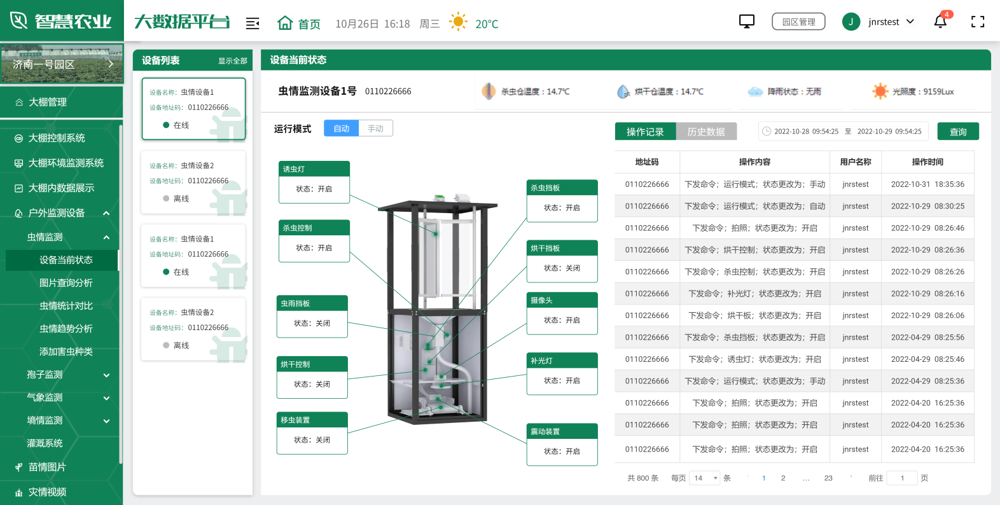 智慧农业
大数据平台
首页
10月26日 16:18 周三
20℃
园区管理
J
jnrstest
4
济南一号园区
大棚管理
大棚控制系统
大棚环境监测系统
大棚内数据展示
户外监测设备
虫情监测
设备当前状态
图片查询分析
虫情统计对比
虫情趋势分析
添加害虫种类
孢子监测
气象监测
墒情监测
灌溉系统
苗情图片
灾情视频
设备列表 显示全部
设备名称: 虫情设备1
设备地址码: 0110226666
在线
设备名称: 虫情设备2
设备地址码: 0110226666
离线
设备名称: 虫情设备1
设备地址码: 0110226666
在线
设备名称: 虫情设备2
设备地址码: 0110226666
离线
设备当前状态
虫情监测设备1号 0110226666
杀虫仓温度：14.7℃
烘干仓温度：14.7℃
降雨状态：无雨
光照度：9159Lux
运行模式 自动 手动
诱虫灯
状态：开启
杀虫控制
状态：开启
虫雨挡板
状态：关闭
烘干控制
状态：关闭
移虫装置
状态：关闭
杀虫挡板
状态：开启
烘干挡板
状态：关闭
摄像头
状态：开启
补光灯
状态：开启
震动装置
状态：开启
操作记录 历史数据
2022-10-28 09:54:25 至 2022-10-29 09:54:25
查询
地址码 操作内容 用户名称 操作时间
0110226666 下发命令；运行模式；状态更改为；手动 jnrstest 2022-10-31 18:35:36
0110226666 下发命令；运行模式；状态更改为；自动 jnrstest 2022-10-29 08:30:25
0110226666 下发命令；拍照；状态更改为；开启 jnrstest 2022-10-29 08:26:46
0110226666 下发命令；烘干控制；状态更改为；开启 jnrstest 2022-10-29 08:26:36
0110226666 下发命令；杀虫控制；状态更改为；开启 jnrstest 2022-10-29 08:26:26
0110226666 下发命令；补光灯；状态更改为；开启 jnrstest 2022-10-29 08:26:16
0110226666 下发命令；烘干板；状态更改为；开启 jnrstest 2022-10-29 08:26:06
0110226666 下发命令；杀虫挡板；状态更改为；开启 jnrstest 2022-04-29 08:25:56
0110226666 下发命令；诱虫灯；状态更改为；开启 jnrstest 2022-04-29 08:25:46
0110226666 下发命令；运行模式；状态更改为；手动 jnrstest 2022-04-29 08:25:36
0110226666 下发命令；拍照；状态更改为；开启 jnrstest 2022-04-20 16:25:36
0110226666 下发命令；拍照；状态更改为；开启 jnrstest 2022-04-20 16:25:36
0110226666 下发命令；拍照；状态更改为；开启 jnrstest 2022-04-20 16:25:36
共 800 条 每页 14 条 1 2 ... 23 前往 1 页